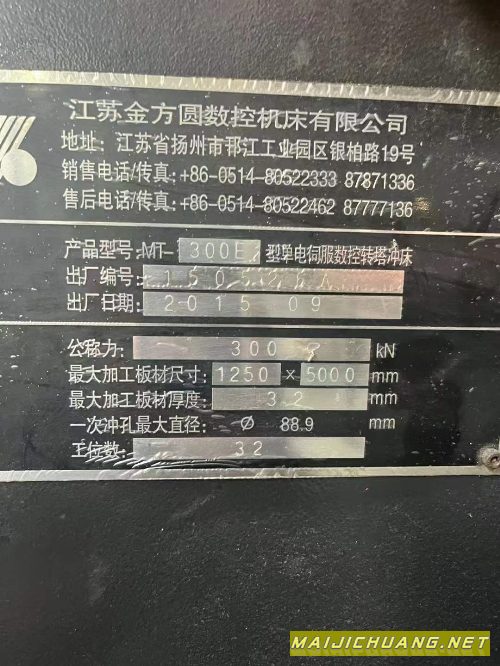 江苏金方圆数控机床有限公司
地址: 江苏省扬州市邗江工业园区银柏路19号
销售电话/传真: +86-0514-80522333 87871336
售后电话/传真: +86-0514-80522462 87777136
产品型号: MT- 300E 型单电伺服数控转塔冲床
出厂编号:
出厂日期: 2015 09
公称力: 300 kN
最大加工板材尺寸: 1250 × 5000 mm
最大加工板材厚度: 3.2 mm
一次冲孔最大直径: Ø 88.9 mm
工位数: 32
MAIJICHUANG.NET